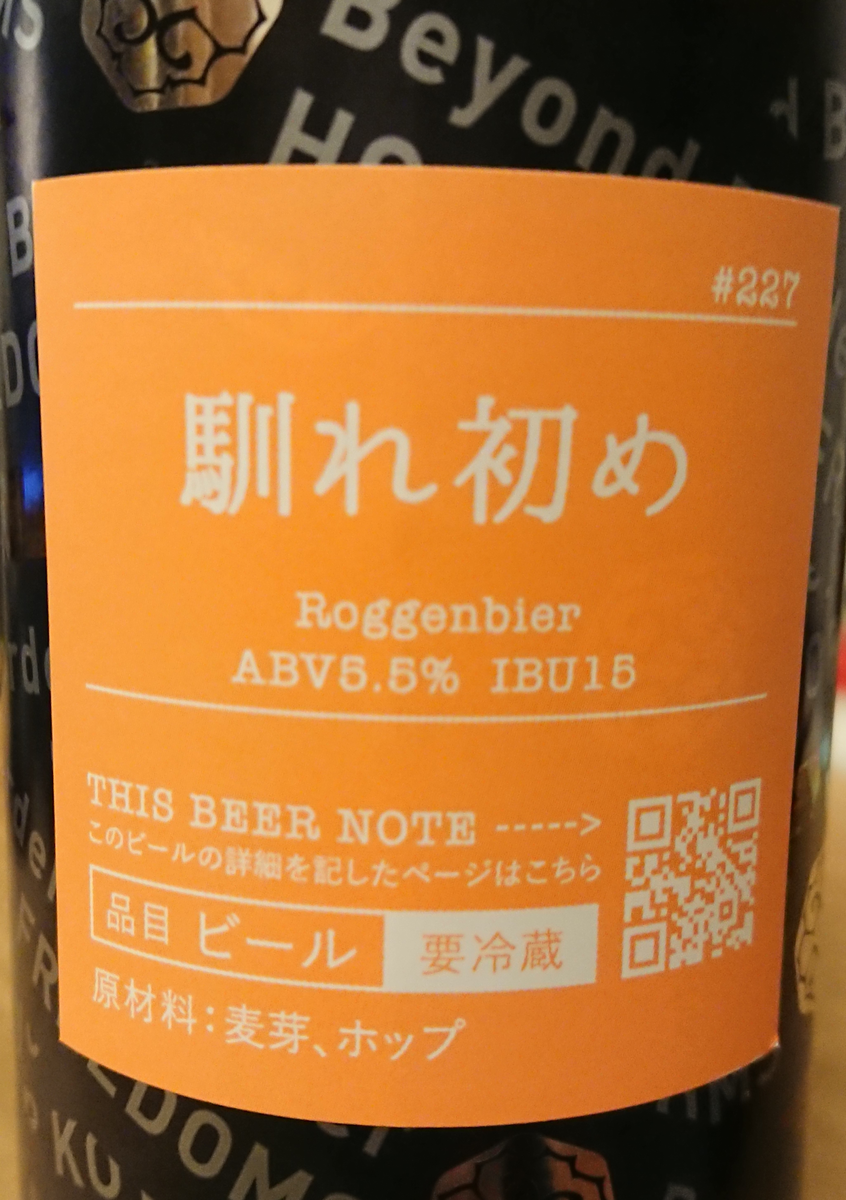 Beyond
#227
馴れ初め
Roggenbier
ABV5.5% IBU15
THIS BEER NOTE ----->
このビールの詳細を記したページはこちら
品目 ビール 要冷蔵
原材料：麦芽、ホップ